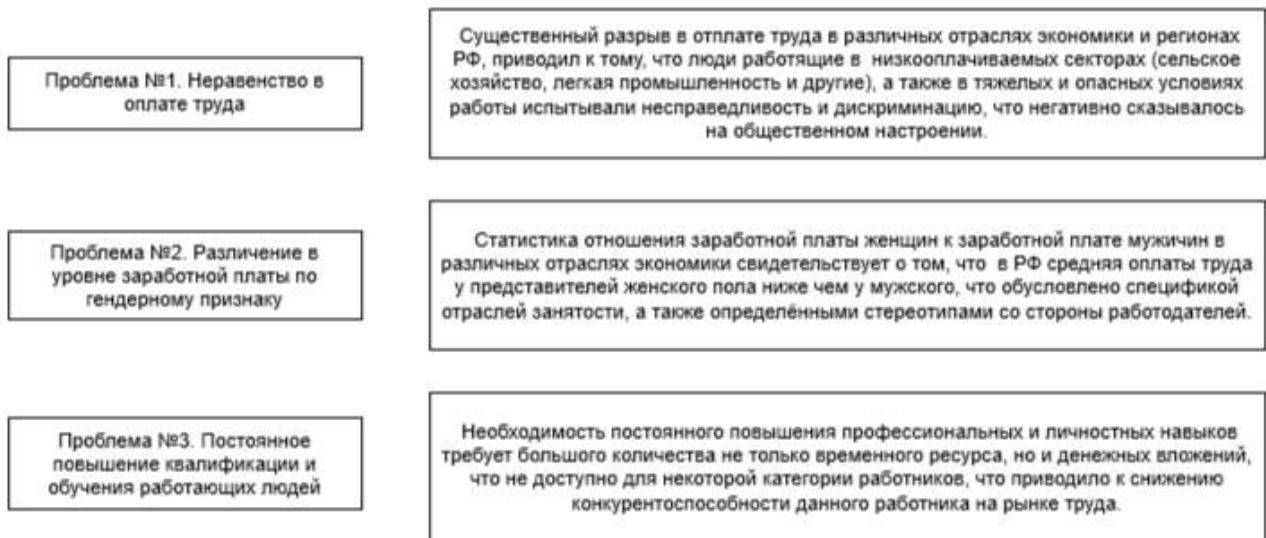 Проблема №1. Неравенство в
оплате труда
Существенный разрыв в отплате труда в различных отраслях экономики и регионах
РФ, приводил к тому, что люди работящие в низкооплачиваемых секторах (сельское
хозяйство, легкая промышленность и другие), а также в тяжелых и опасных условиях
работы испытывали несправедливость и дискриминацию, что негативно сказывалось
на общественном настроении.
Проблема №2. Различение в
уровне заработной платы по
гендерному признаку
Статистика отношения заработной платы женщин к заработной плате мужичин в
различных отраслях экономики свидетельствует о том, что в РФ средняя оплаты труда
у представителей женского пола ниже чем у мужского, что обусловлено спецификой
отраслей занятости, а также определёнными стереотипами со стороны работодателей.
Проблема №3. Постоянное
повышение квалификации и
обучения работающих людей
Необходимость постоянного повышения профессиональных и личностных навыков
требует большого количества не только временного ресурса, но и денежных вложений,
что не доступно для некоторой категории работников, что приводило к снижению
конкурентоспособности данного работника на рынке труда.